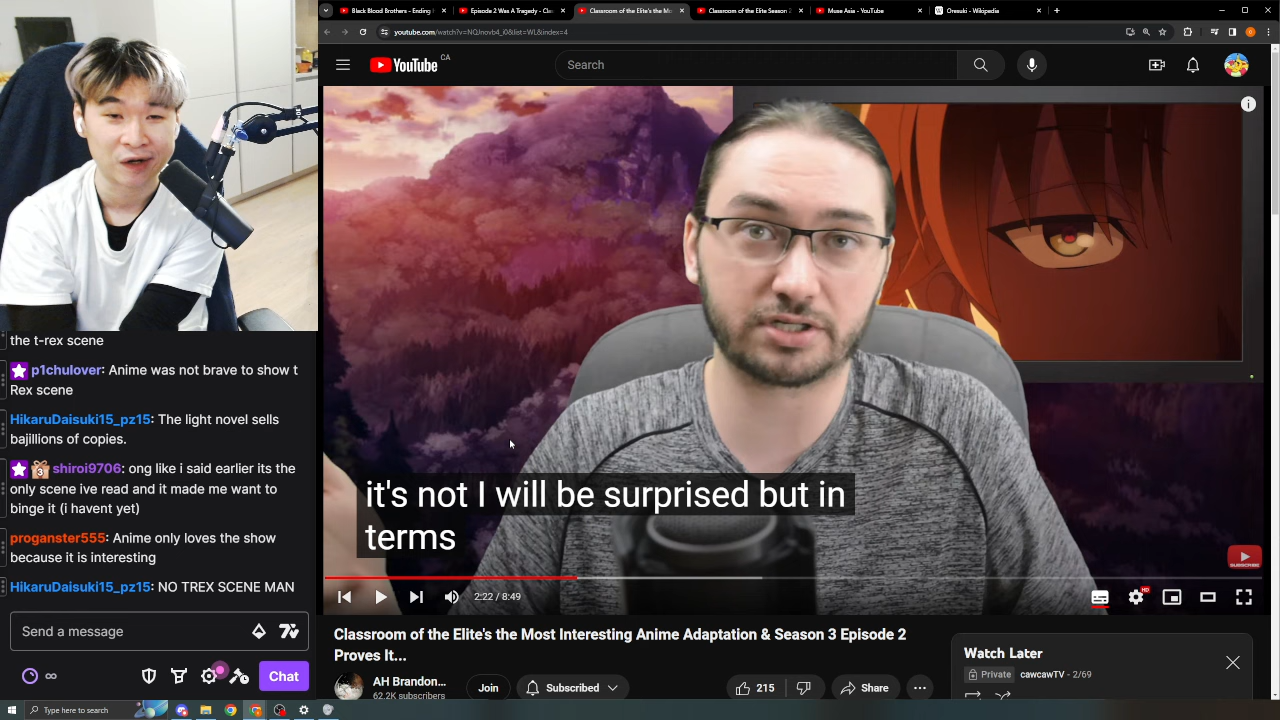 Black Blood Brothers - Ending
Episode 2 Was A Tragedy - Cla
Classroom of the Elite's the Mo
Classroom of the Elite Season
Muse Asia - YouTube
Oresuki - Wikipedia
youtube.com/watch?v=NQJnovb4_i0&list=WL&index=4
YouTube CA
Search
it's not I will be surprised but in
terms
SUBSCRIBE
2:22 / 8:49
HD
Classroom of the Elite's the Most Interesting Anime Adaptation & Season 3 Episode 2
Proves It...
AH Brandon...
62.2K subscribers
Join
Subscribed
215
Share
Watch Later
Private
cawcawTV - 2/69
the t-rex scene
p1chulover: Anime was not brave to show t
Rex scene
HikaruDaisuki15_pz15: The light novel sells
bajillions of copies.
3
shiroi9706: ong like i said earlier its the
only scene ive read and it made me want to
binge it (i havent yet)
proganster555: Anime only loves the show
because it is interesting
HikaruDaisuki15_pz15: NO TREX SCENE MAN
Send a message
Chat
Type here to search